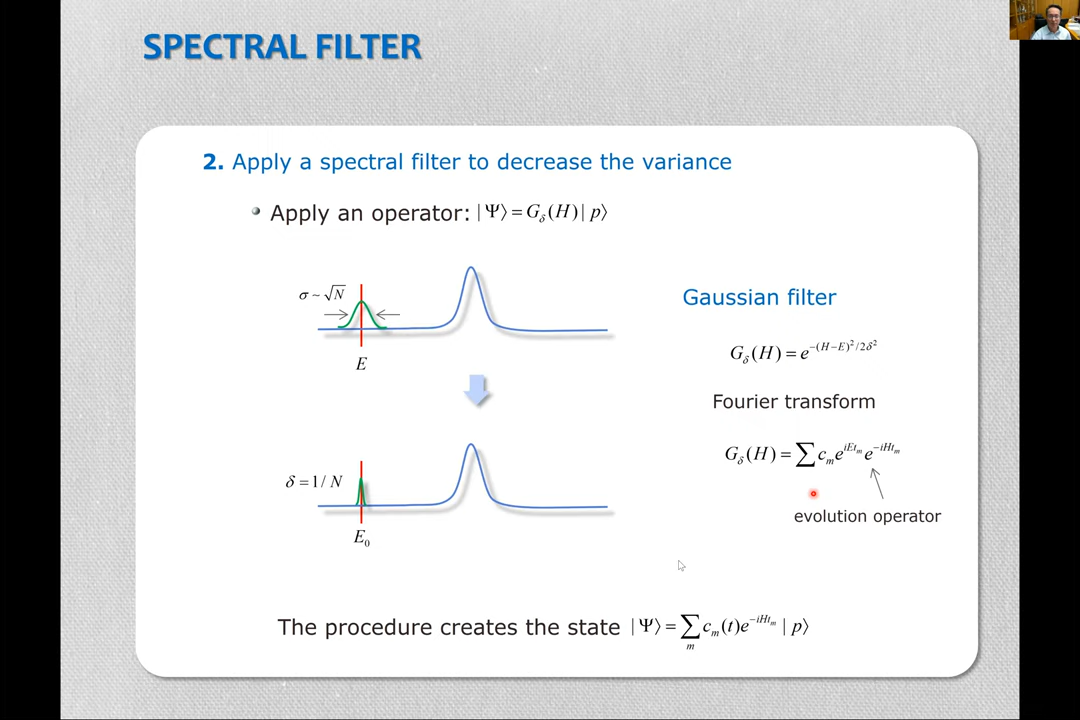 SPECTRAL FILTER
2. Apply a spectral filter to decrease the variance
Apply an operator: |Ψ⟩ = G_δ(H)|p⟩
σ ~ √N
E
Gaussian filter
G_δ(H) = e^{−(H−E)²/2δ²}
Fourier transform
G_δ(H) = ∑ c_m e^{iEt_m} e^{−iHt_m}
evolution operator
δ = 1/N
E₀
The procedure creates the state |Ψ⟩ = ∑_m c_m(t)e^{−iHt_m}|p⟩